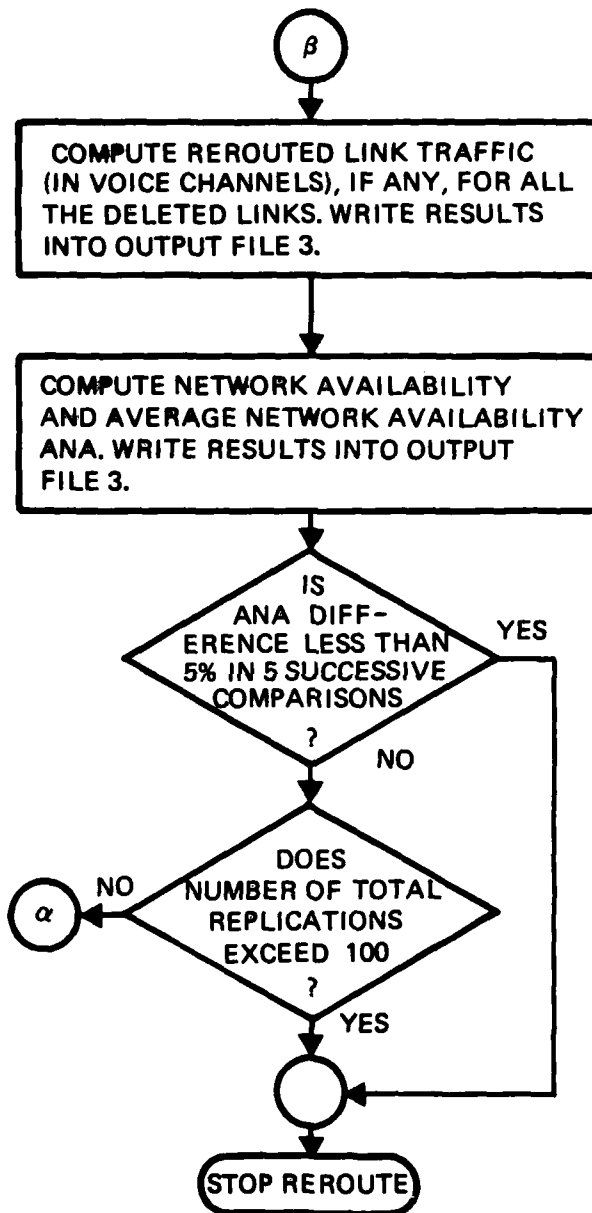 β
COMPUTE REROUTED LINK TRAFFIC
(IN VOICE CHANNELS), IF ANY, FOR ALL
THE DELETED LINKS. WRITE RESULTS
INTO OUTPUT FILE 3.
COMPUTE NETWORK AVAILABILITY
AND AVERAGE NETWORK AVAILABILITY
ANA. WRITE RESULTS INTO OUTPUT
FILE 3.
IS
ANA DIFF-
ERENCE LESS THAN
5% IN 5 SUCCESSIVE
COMPARISONS
?
YES
NO
DOES
NUMBER OF TOTAL
REPLICATIONS
EXCEED 100
?
NO
α
YES
STOP REROUTE